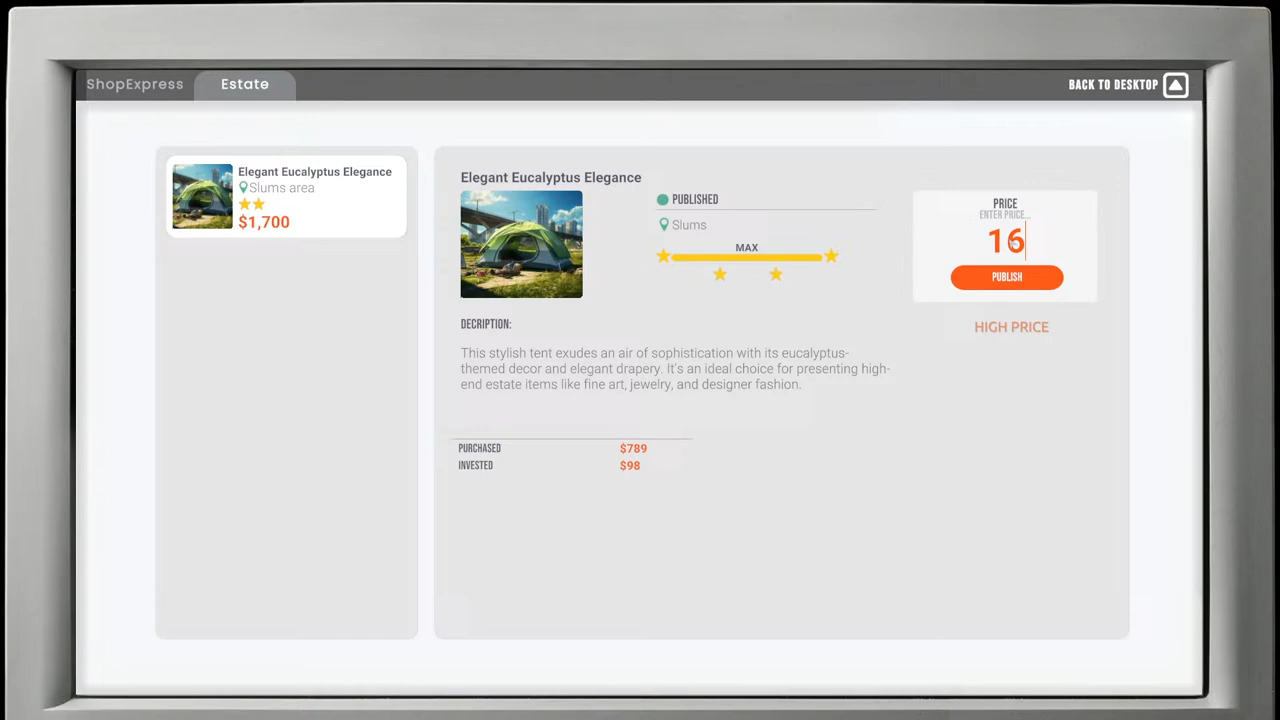 ShopExpress
Estate
BACK TO DESKTOP
Elegant Eucalyptus Elegance
Slums area
$1,700
Elegant Eucalyptus Elegance
PUBLISHED
Slums
MAX
PRICE
ENTER PRICE...
16
PUBLISH
HIGH PRICE
DECRIPTION:
This stylish tent exudes an air of sophistication with its eucalyptus-
themed decor and elegant drapery. It's an ideal choice for presenting high-
end estate items like fine art, jewelry, and designer fashion.
PURCHASED $789
INVESTED $98